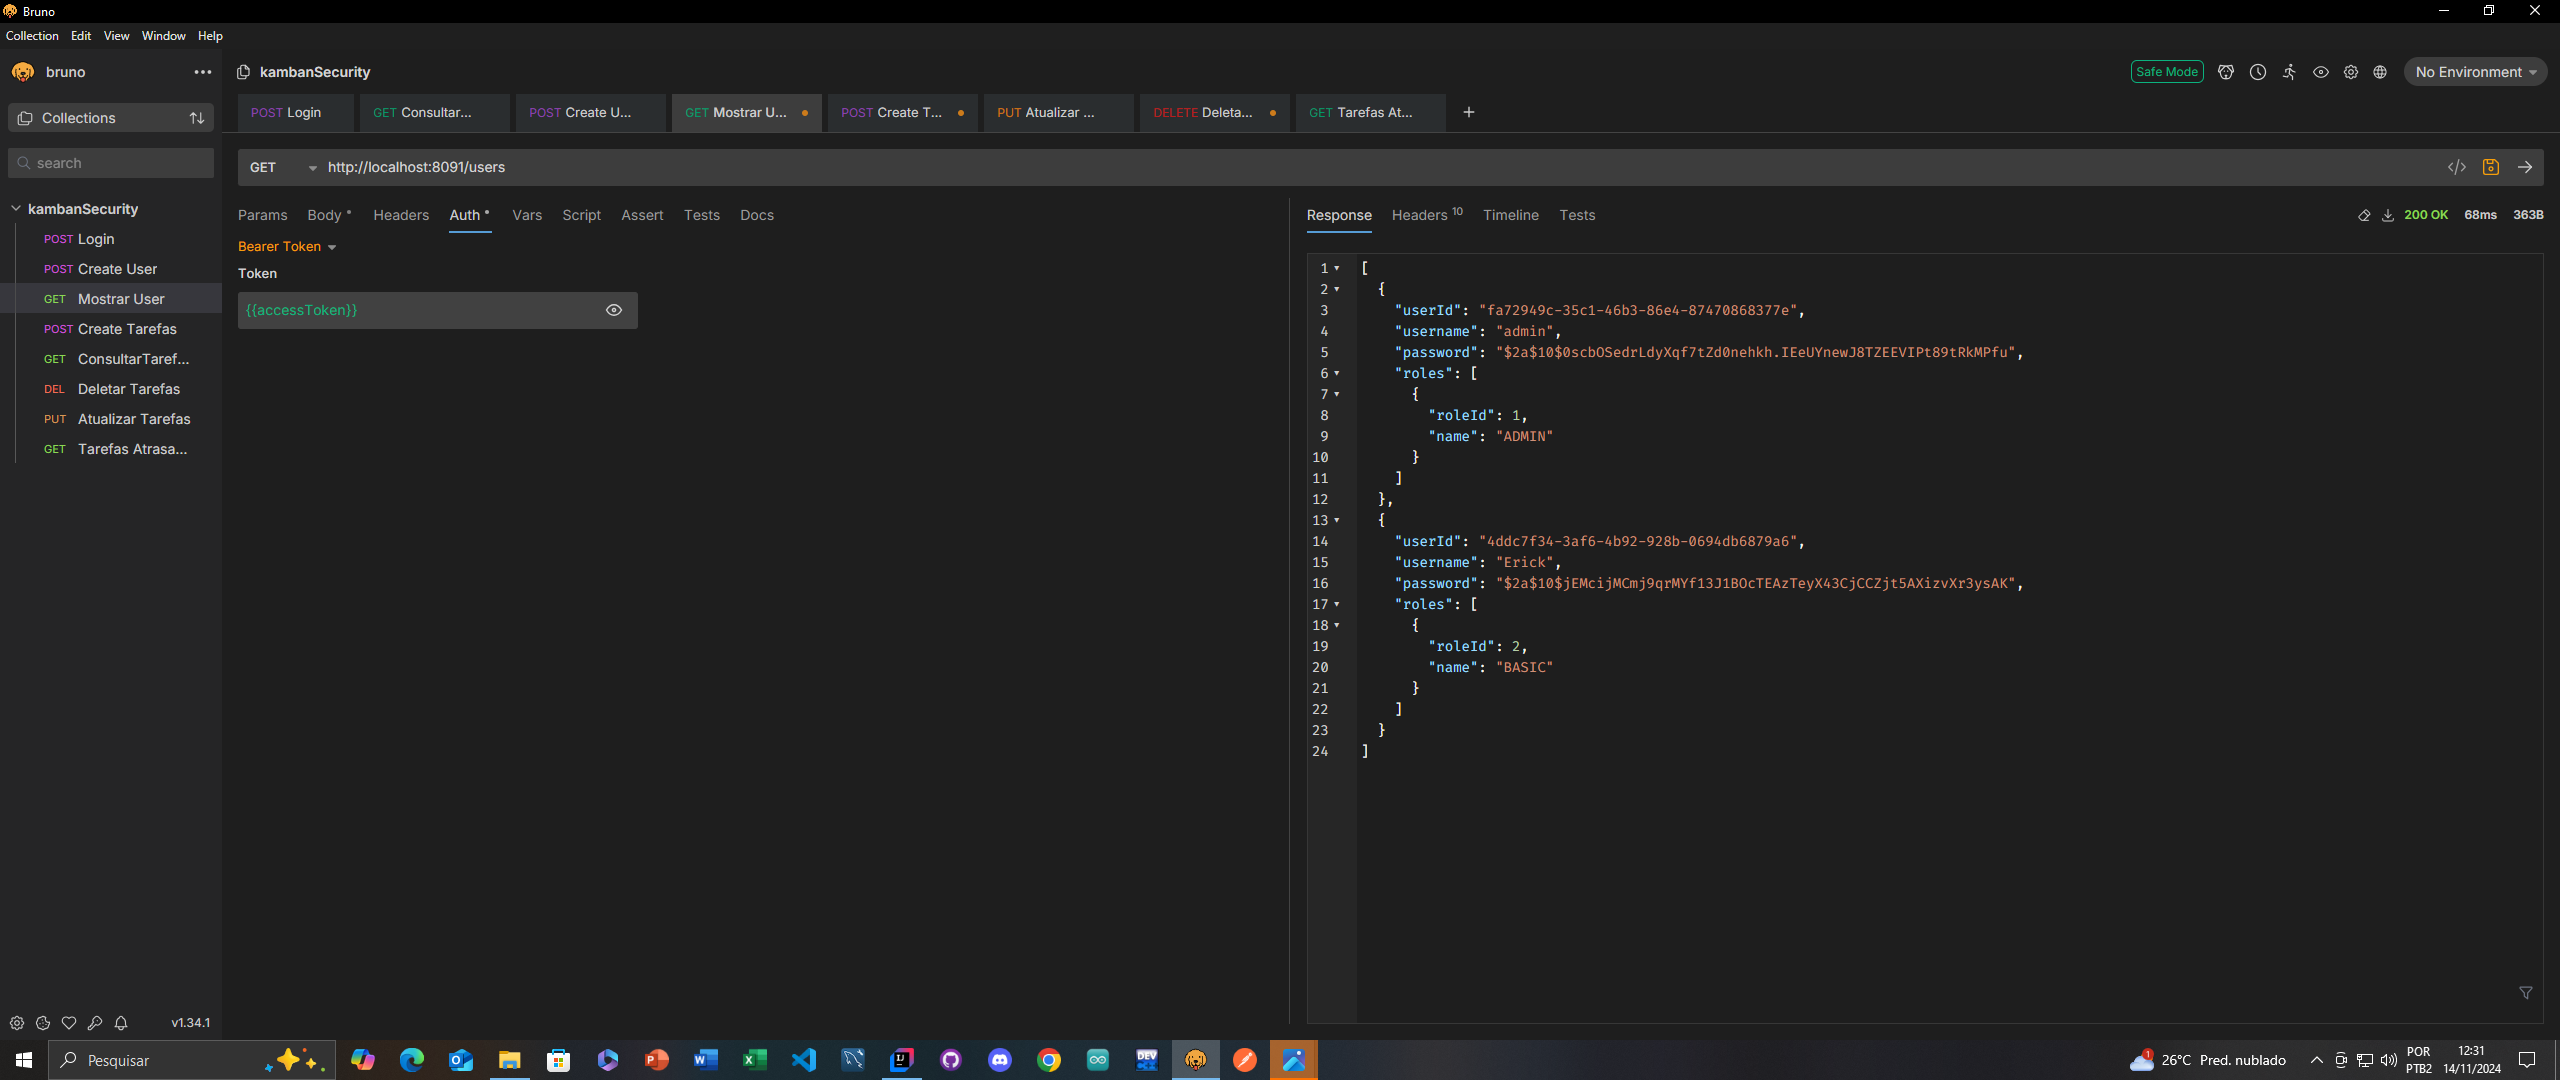 Bruno
Collection Edit View Window Help
bruno
kambanSecurity
Safe Mode
No Environment
Collections
POST Login
GET Consultar...
POST Create U...
GET Mostrar U...
POST Create T...
PUT Atualizar ...
DELETE Deleta...
GET Tarefas At...
search
GET http://localhost:8091/users
kambanSecurity
POST Login
POST Create User
GET Mostrar User
POST Create Tarefas
GET ConsultarTaref...
DEL Deletar Tarefas
PUT Atualizar Tarefas
GET Tarefas Atrasa...
Params Body Headers Auth Vars Script Assert Tests Docs
Bearer Token
Token
{{accessToken}}
Response Headers 10 Timeline Tests
200 OK 68ms 363B
1 [
2 {
3 "userId": "fa72949c-35c1-46b3-86e4-87470868377e",
4 "username": "admin",
5 "password": "$2a$10$0scbOSedrLdyXqf7tZd0nehkh.IEeUYnewJ8TZEEVIPt89tRkMPfu",
6 "roles": [
7 {
8 "roleId": 1,
9 "name": "ADMIN"
10 }
11 ]
12 },
13 {
14 "userId": "4ddc7f34-3af6-4b92-928b-0694db6879a6",
15 "username": "Erick",
16 "password": "$2a$10$jEMcijMCmj9qrMYf13J1BOcTEAzTeyX43CjCCZjt5AXizvXr3ysAK",
17 "roles": [
18 {
19 "roleId": 2,
20 "name": "BASIC"
21 }
22 ]
23 }
24 ]
v1.34.1
Pesquisar
26°C Pred. nublado
POR
PTB2
12:31
14/11/2024